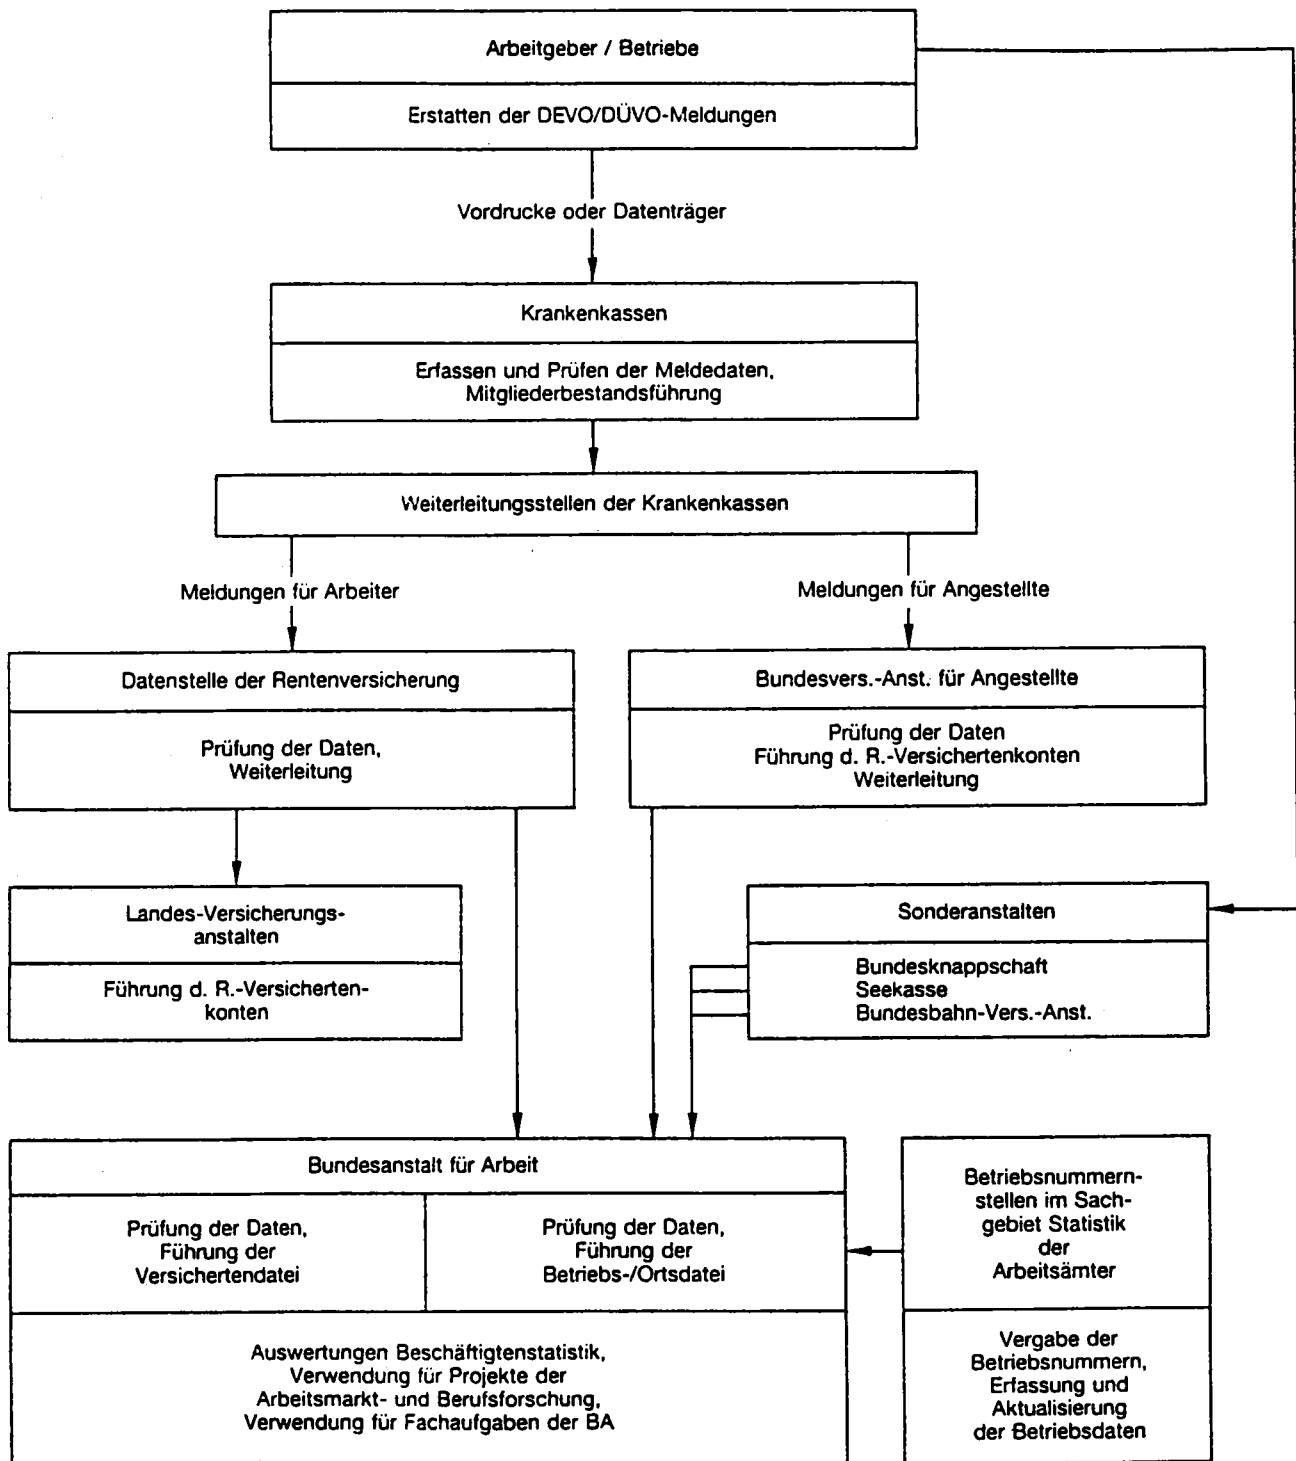 Arbeitgeber / Betriebe
Erstatten der DEVO/DÜVO-Meldungen
Vordrucke oder Datenträger
Krankenkassen
Erfassen und Prüfen der Meldedaten,
Mitgliederbestandsführung
Weiterleitungsstellen der Krankenkassen
Meldungen für Arbeiter
Meldungen für Angestellte
Datenstelle der Rentenversicherung
Prüfung der Daten,
Weiterleitung
Bundesvers.-Anst. für Angestellte
Prüfung der Daten
Führung d. R.-Versichertenkonten
Weiterleitung
Landes-Versicherungs-
anstalten
Führung d. R.-Versicherten-
konten
Sonderanstalten
Bundesknappschaft
Seekasse
Bundesbahn-Vers.-Anst.
Bundesanstalt für Arbeit
Prüfung der Daten,
Führung der
Versichertendatei
Prüfung der Daten,
Führung der
Betriebs-/Ortsdatei
Auswertungen Beschäftigtenstatistik,
Verwendung für Projekte der
Arbeitsmarkt- und Berufsforschung,
Verwendung für Fachaufgaben der BA
Betriebsnummern-
stellen im Sach-
gebiet Statistik
der
Arbeitsämter
Vergabe der
Betriebsnummern,
Erfassung und
Aktualisierung
der Betriebsdaten